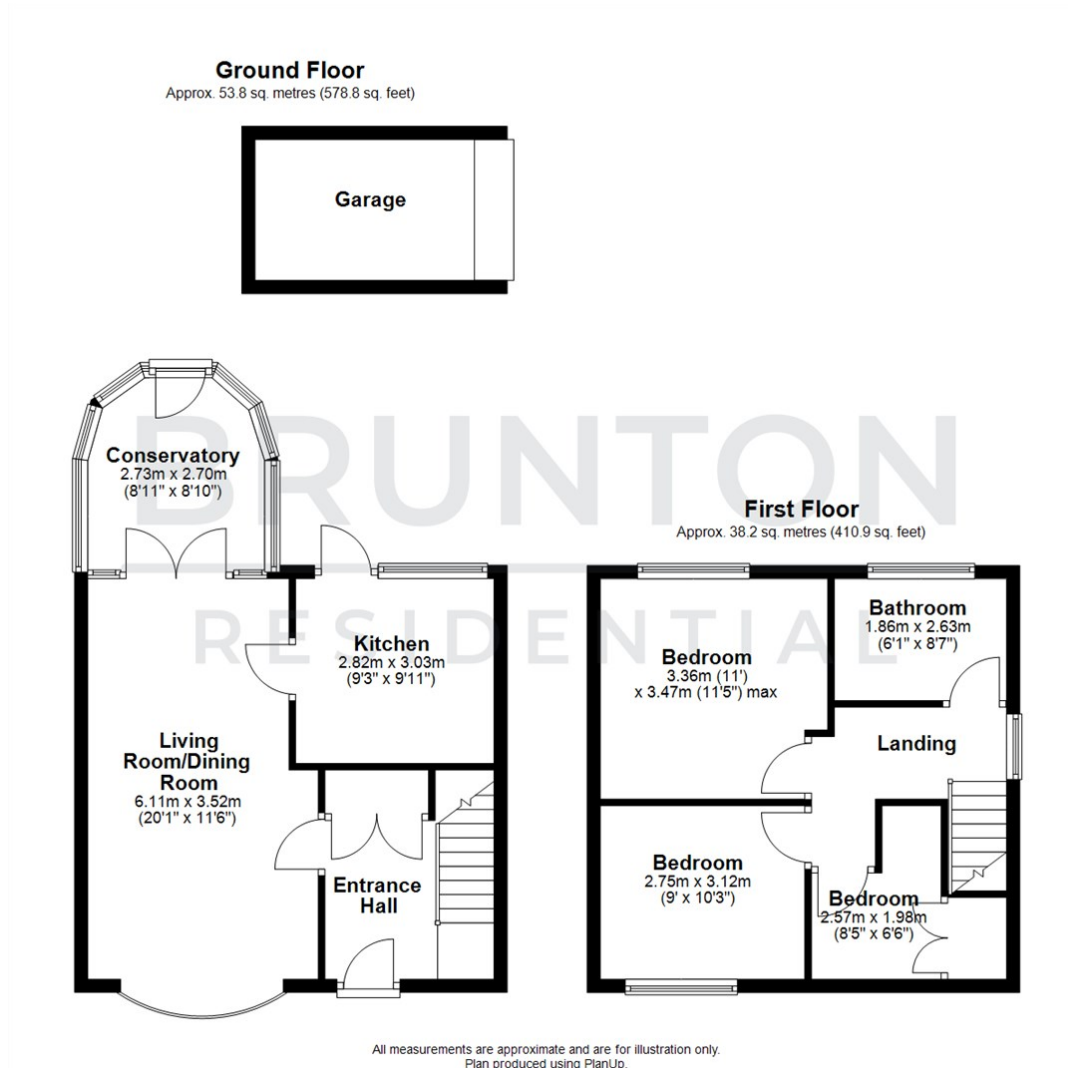 Ground Floor
Approx. 53.8 sq. metres (578.8 sq. feet)
Garage
BRUNTON
RESIDENTIAL
Conservatory
2.73m x 2.70m
(8'11" x 8'10")
Kitchen
2.82m x 3.03m
(9'3" x 9'11")
Living
Room/Dining
Room
6.11m x 3.52m
(20'1" x 11'6")
Entrance
Hall
First Floor
Approx. 38.2 sq. metres (410.9 sq. feet)
Bathroom
1.86m x 2.63m
(6'1" x 8'7")
Bedroom
3.36m (11')
x 3.47m (11'5") max
Landing
Bedroom
2.75m x 3.12m
(9' x 10'3")
Bedroom
2.57m x 1.98m
(8'5" x 6'6")
All measurements are approximate and are for illustration only.
Plan produced using PlanUp.